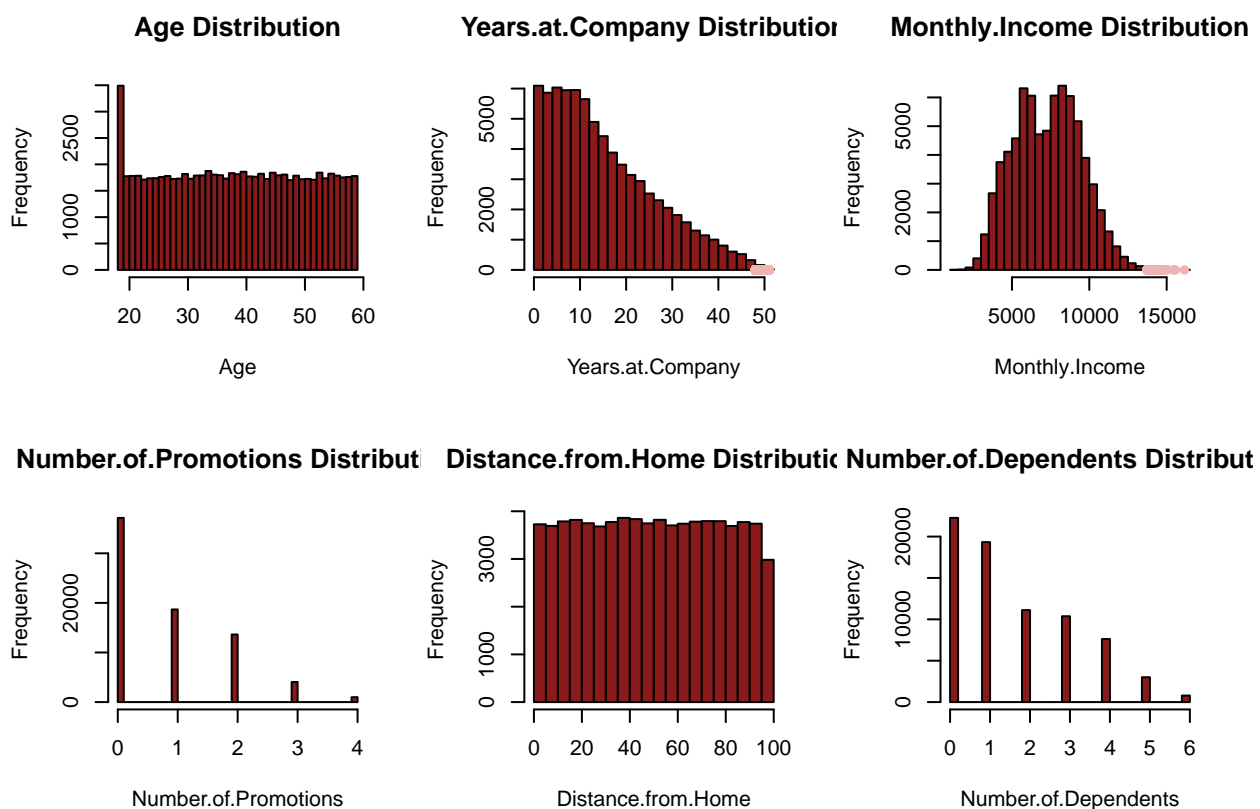 Age Distribution
Frequency
0
1000
2500
20
30
40
50
60
Age
Years.at.Company Distribution
Frequency
0
2000
5000
0
10
20
30
40
50
Years.at.Company
Monthly.Income Distribution
Frequency
0
2000
5000
5000
10000
15000
Monthly.Income
Number.of.Promotions Distributi
Frequency
0
20000
0
1
2
3
4
Number.of.Promotions
Distance.from.Home Distributic
Frequency
0
1000
3000
0
20
40
60
80
100
Distance.from.Home
Number.of.Dependents Distribut
Frequency
0
10000
20000
0
1
2
3
4
5
6
Number.of.Dependents